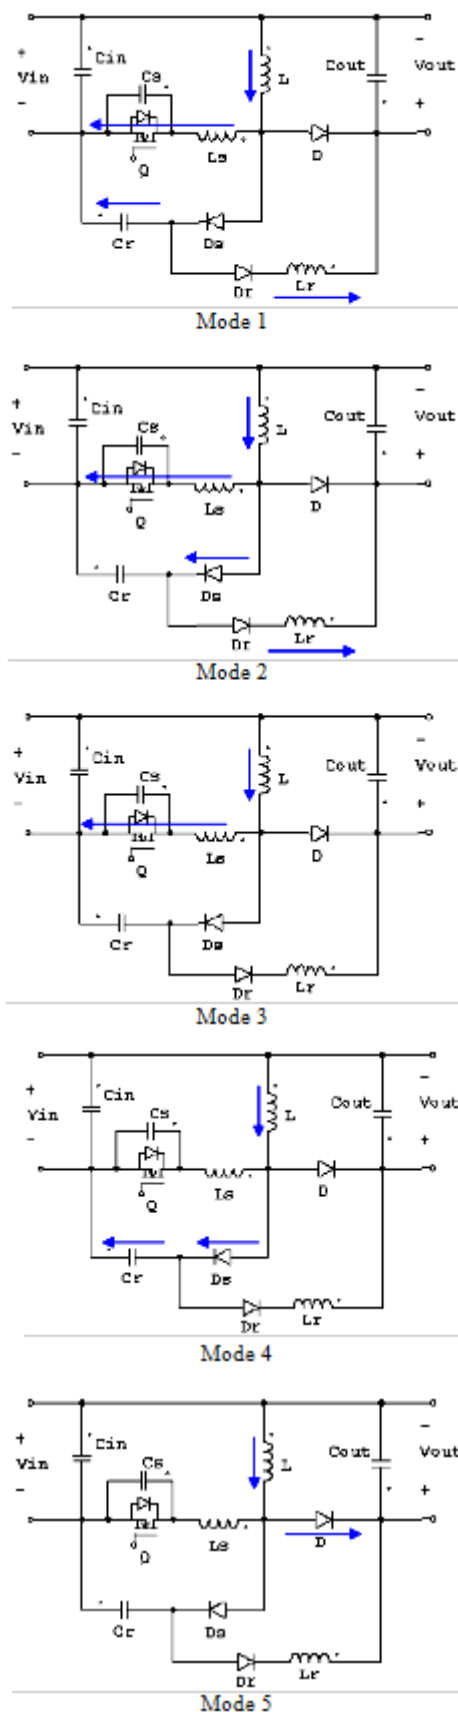 + Cin L Cout - Vout
Vin Cs
- +
Ls D
Q
Cr Ds
Dr Lr
Mode 1
+ Cin L Cout - Vout
Vin Cs
- +
Ls D
Q
Cr Ds
Dr Lr
Mode 2
+ Cin L Cout - Vout
Vin Cs
- +
Ls D
Q
Cr Ds
Dr Lr
Mode 3
+ Cin L Cout - Vout
Vin Cs
- +
Ls D
Q
Cr Ds
Dr Lr
Mode 4
+ Cin L Cout - Vout
Vin Cs
- +
Ls D
Q
Cr Ds
Dr Lr
Mode 5